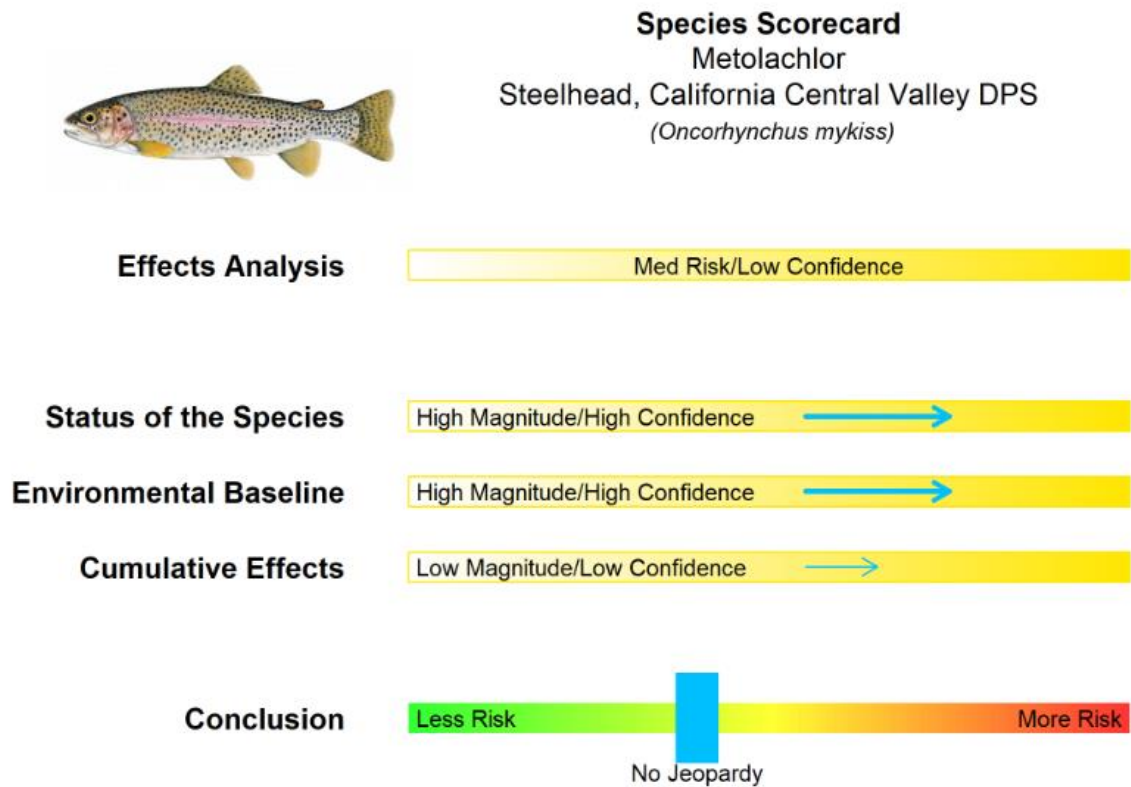 Species Scorecard
Metolachlor
Steelhead, California Central Valley DPS
(Oncorhynchus mykiss)
Effects Analysis
Med Risk/Low Confidence
Status of the Species
High Magnitude/High Confidence
Environmental Baseline
High Magnitude/High Confidence
Cumulative Effects
Low Magnitude/Low Confidence
Conclusion
Less Risk
More Risk
No Jeopardy